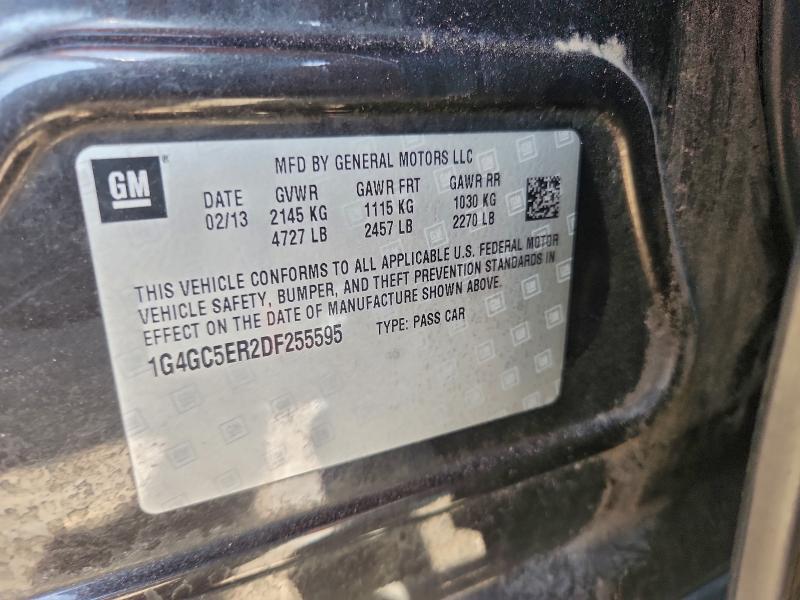 GM
MFD BY GENERAL MOTORS LLC
DATE GVWR GAWR FRT GAWR RR
02/13 2145 KG 1115 KG 1030 KG
4727 LB 2457 LB 2270 LB
THIS VEHICLE CONFORMS TO ALL APPLICABLE U.S. FEDERAL MOTOR
VEHICLE SAFETY, BUMPER, AND THEFT PREVENTION STANDARDS IN
EFFECT ON THE DATE OF MANUFACTURE SHOWN ABOVE.
1G4GC5ER2DF255595 TYPE: PASS CAR